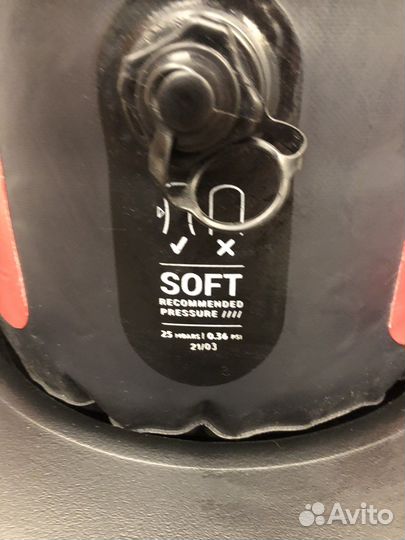 SOFT
RECOMMENDED
PRESSURE ////
25 MBARS | 0.36 PSI
21/03
Avito